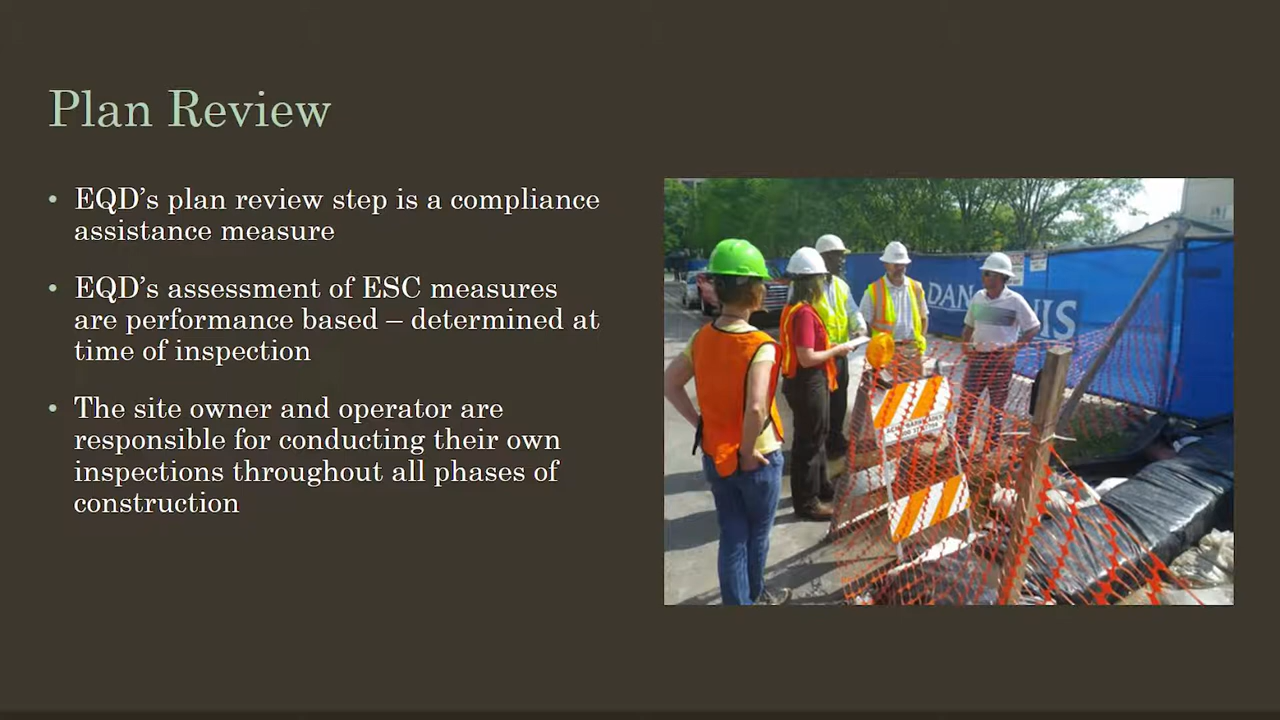 Plan Review
• EQD’s plan review step is a compliance
assistance measure
• EQD’s assessment of ESC measures
are performance based – determined at
time of inspection
• The site owner and operator are
responsible for conducting their own
inspections throughout all phases of
construction
DAN
IS